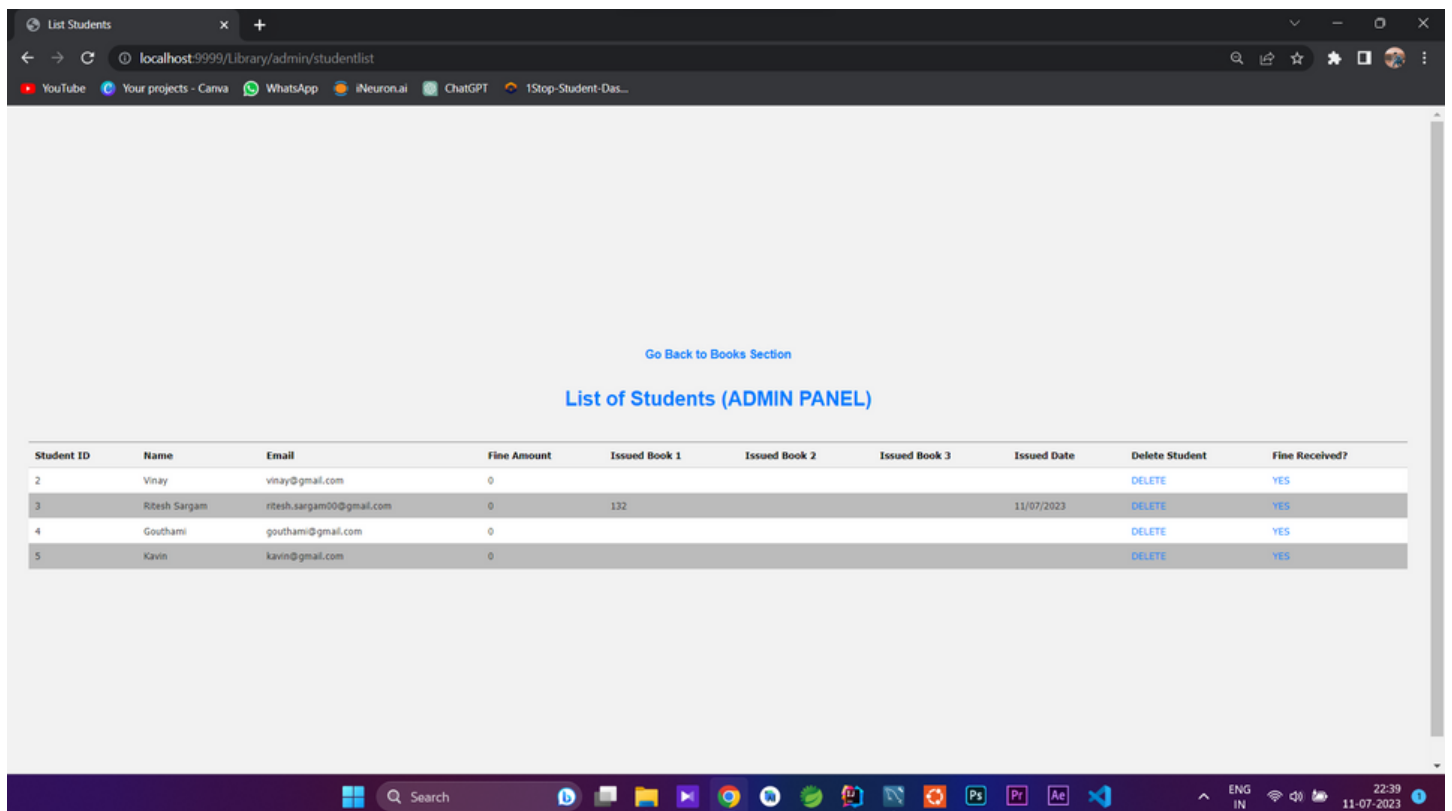 List Students
localhost:9999/Library/admin/studentlist
YouTube Your projects - Canva WhatsApp iNeuron.ai ChatGPT 1Stop-Student-Das...
Go Back to Books Section
List of Students (ADMIN PANEL)
Student ID Name Email Fine Amount Issued Book 1 Issued Book 2 Issued Book 3 Issued Date Delete Student Fine Received?
2 Vinay vinay@gmail.com 0 DELETE YES
3 Ritesh Sargam ritesh.sargam00@gmail.com 0 132 11/07/2023 DELETE YES
4 Gouthami gouthami@gmail.com 0 DELETE YES
5 Kavin kavin@gmail.com 0 DELETE YES
Search b Ps Pr Ae ENG 22:39
IN 11-07-2023 1